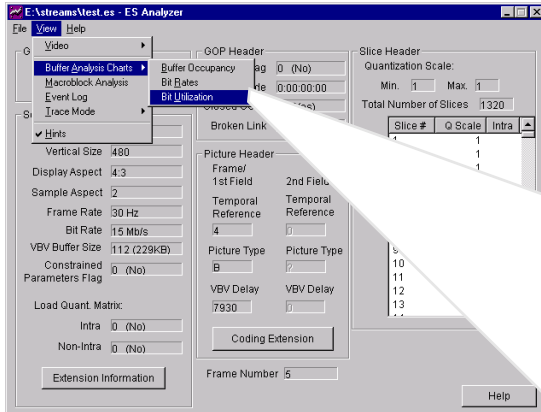 E:\streams\test.es - ES Analyzer
File View Help
Video
Buffer Analysis Charts
Macroblock Analysis
Event Log
Trace Mode
Hints
Buffer Occupancy
Bit Rates
Bit Utilization
GOP Header
0 (No)
0:00:00:00
Broken Link
Vertical Size 480
Display Aspect 4:3
Sample Aspect 2
Frame Rate 30 Hz
Bit Rate 15 Mb/s
VBV Buffer Size 112 (229KB)
Constrained
Parameters Flag 0 (No)
Load Quant. Matrix:
Intra 0 (No)
Non-Intra 0 (No)
Extension Information
Picture Header
Frame/
1st Field 2nd Field
Temporal Temporal
Reference Reference
4 0
Picture Type Picture Type
B ?
VBV Delay VBV Delay
7930 0
Coding Extension
Frame Number 5
Slice Header
Quantization Scale:
Min. 1 Max. 1
Total Number of Slices 1320
Slice # Q Scale Intra
1 1
1
1
9
10
11
12
13
Help